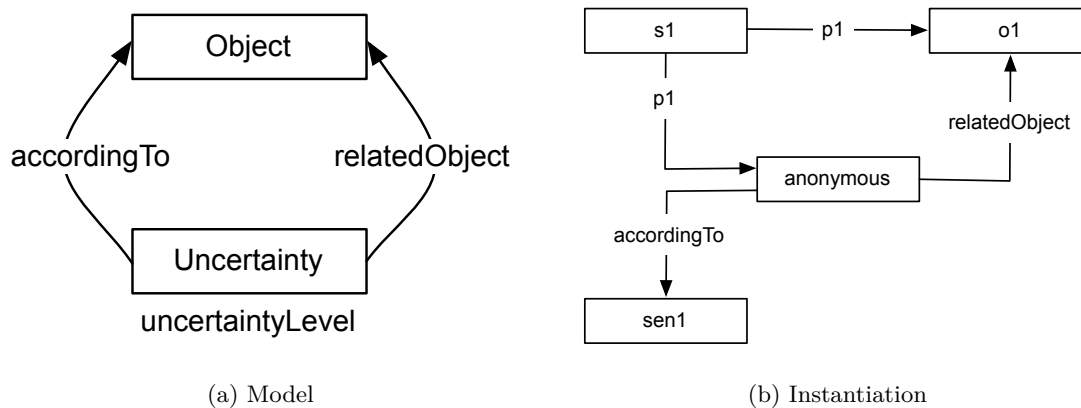 Object
accordingTo
relatedObject
Uncertainty
uncertaintyLevel
(a) Model
s1
p1
o1
p1
relatedObject
anonymous
accordingTo
sen1
(b) Instantiation